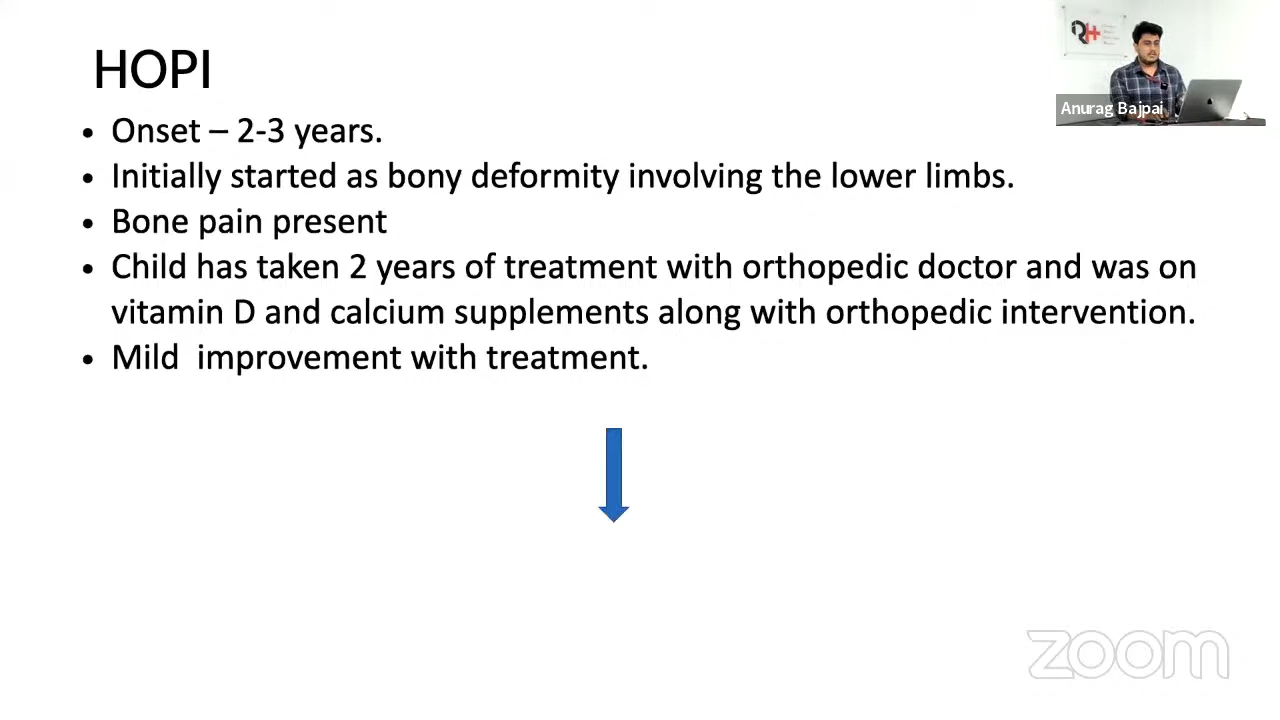 HOPI
• Onset – 2-3 years.
• Initially started as bony deformity involving the lower limbs.
• Bone pain present
• Child has taken 2 years of treatment with orthopedic doctor and was on
vitamin D and calcium supplements along with orthopedic intervention.
• Mild  improvement with treatment.
RH+
Anurag Bajpai
zoom